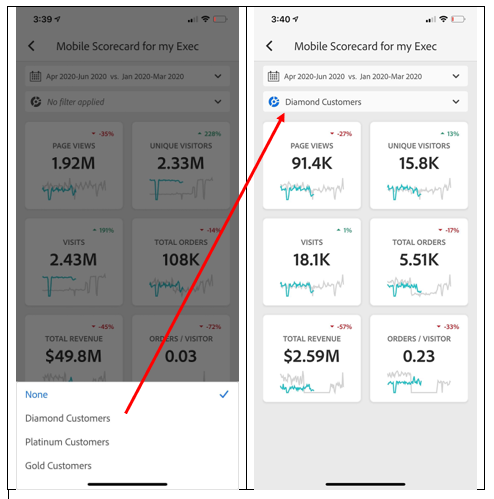 3:39
Mobile Scorecard for my Exec
Apr 2020-Jun 2020 vs. Jan 2020-Mar 2020
No filter applied
-35%
PAGE VIEWS
1.92M
228%
UNIQUE VISITORS
2.33M
191%
VISITS
2.43M
-14%
TOTAL ORDERS
108K
-45%
TOTAL REVENUE
$49.8M
-72%
ORDERS / VISITOR
0.03
None
Diamond Customers
Platinum Customers
Gold Customers
3:40
Mobile Scorecard for my Exec
Apr 2020-Jun 2020 vs. Jan 2020-Mar 2020
Diamond Customers
-27%
PAGE VIEWS
91.4K
13%
UNIQUE VISITORS
15.8K
1%
VISITS
18.1K
-17%
TOTAL ORDERS
5.51K
-57%
TOTAL REVENUE
$2.59M
-33%
ORDERS / VISITOR
0.23